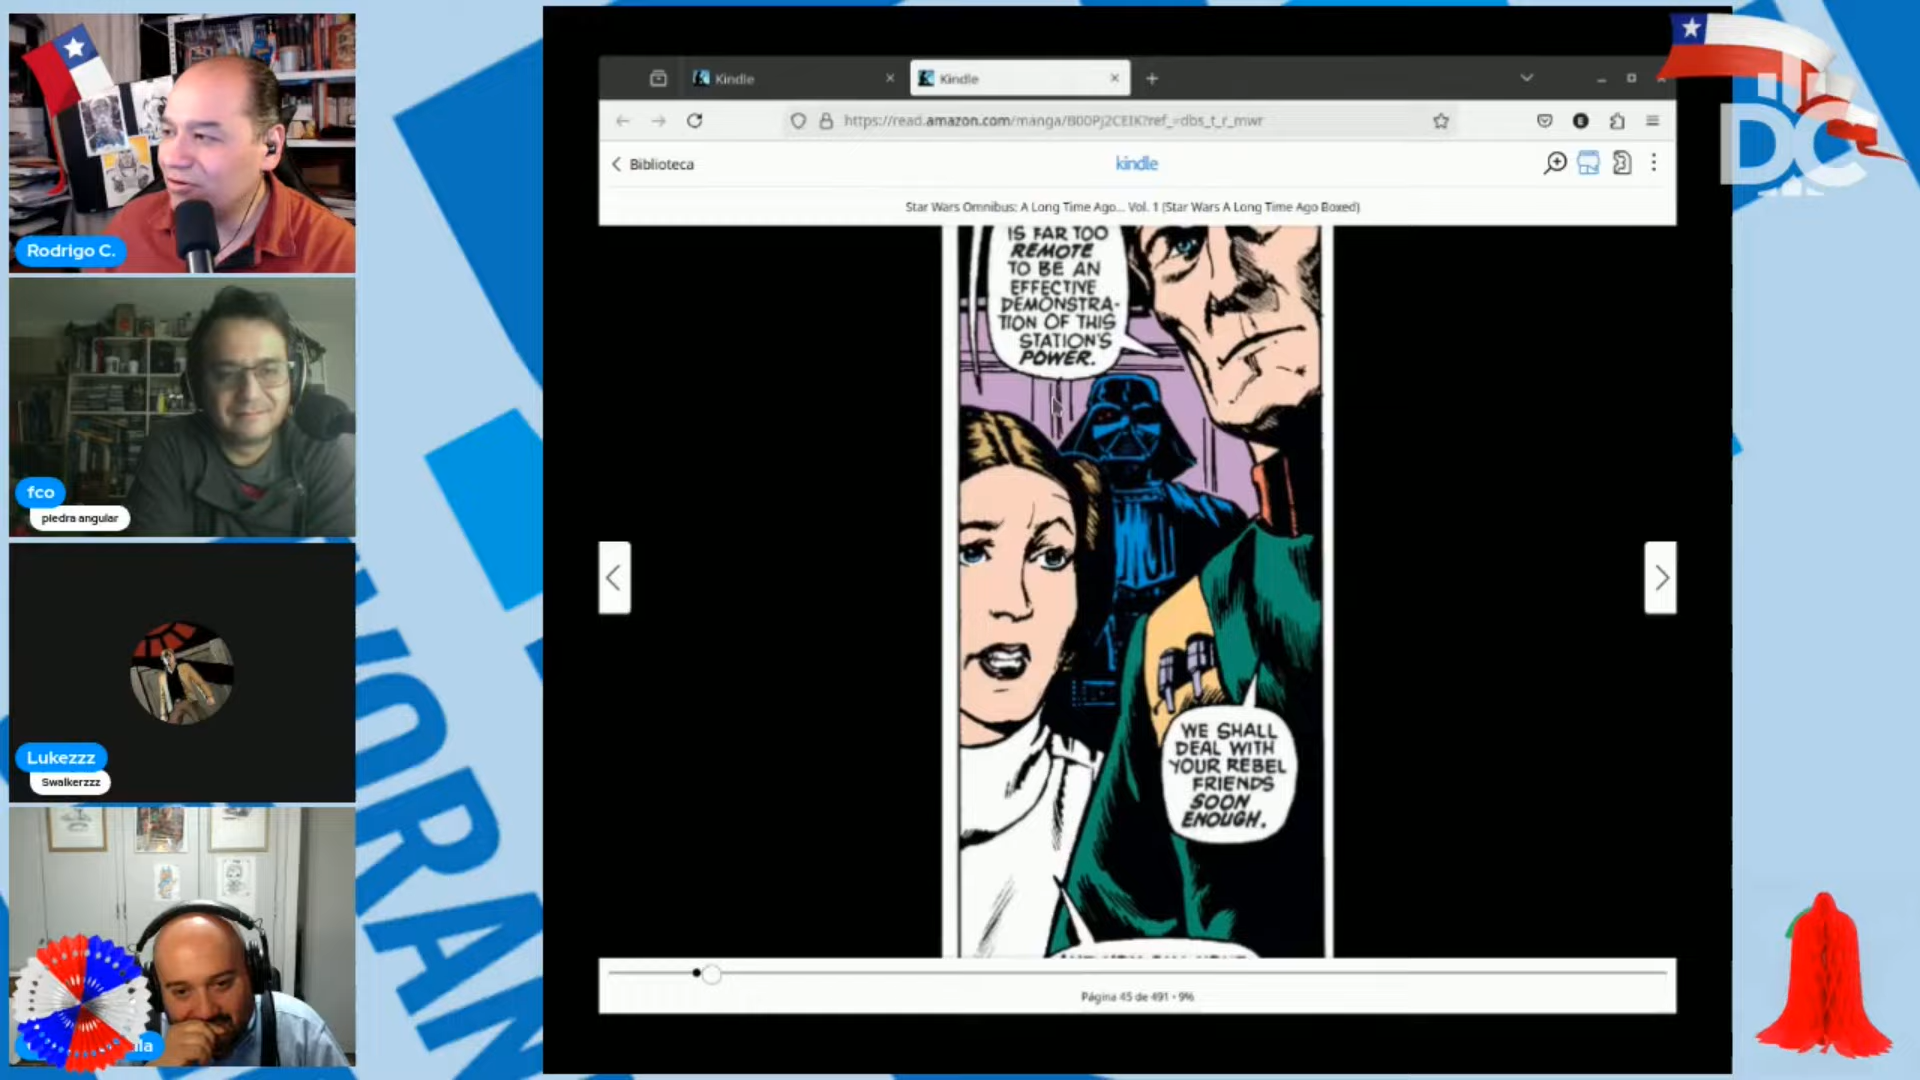 Rodrigo C.
fco
piedra angular
Lukezzz
Swalkerzzz
la
Kindle
Kindle
https://read.amazon.com/manga/B00PJ2CEIK?ref_=dbs_t_r_mwr
Biblioteca
kindle
Star Wars Omnibus: A Long Time Ago... Vol. 1 (Star Wars A Long Time Ago Boxed)
IS FAR TOO
REMOTE
TO BE AN
EFFECTIVE
DEMONSTRA-
TION OF THIS
STATION'S
POWER.
WE SHALL
DEAL WITH
YOUR REBEL
FRIENDS
SOON
ENOUGH.
Página 45 de 491 • 9%
DC